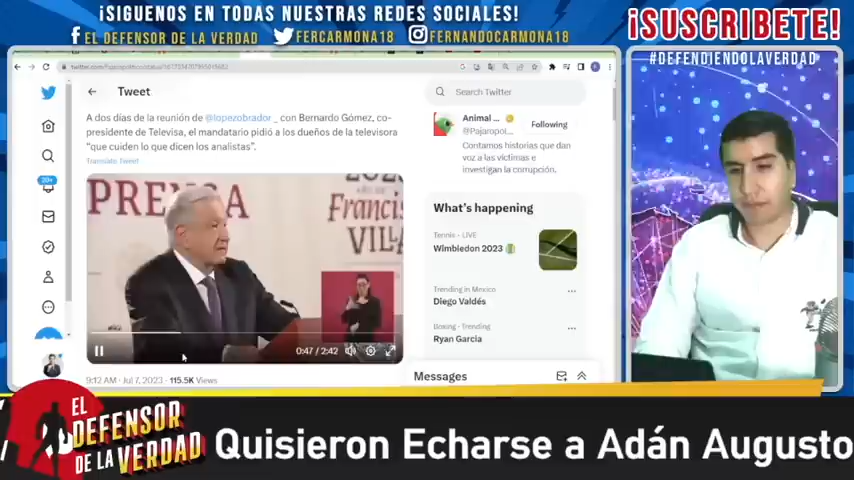 ¡SIGUENOS EN TODAS NUESTRAS REDES SOCIALES!
EL DEFENSOR DE LA VERDAD
FERCARMONA18
FERNANDOCARMONA18
¡SUSCRIBETE!
#DEFENDIENDOLAVERDAD
Tweet
Search Twitter
A dos días de la reunión de @lopezobrador_ con Bernardo Gómez, co-
presidente de Televisa, el mandatario pidió a los dueños de la televisora
"que cuiden lo que dicen los analistas".
Translate Tweet
Animal ...
@Pajaropol...
Following
Contamos historias que dan
voz a las víctimas e
investigan la corrupción.
PRENSA
2023
Francis
VILLA
0:47 / 2:42
9:12 AM · Jul 7, 2023 · 115.5K Views
What's happening
Tennis · LIVE
Wimbledon 2023
Trending in Mexico
Diego Valdés
Boxing · Trending
Ryan Garcia
Messages
20+
EL
DEFENSOR
DE LA VERDAD
Quisieron Echarse a Adán Augusto